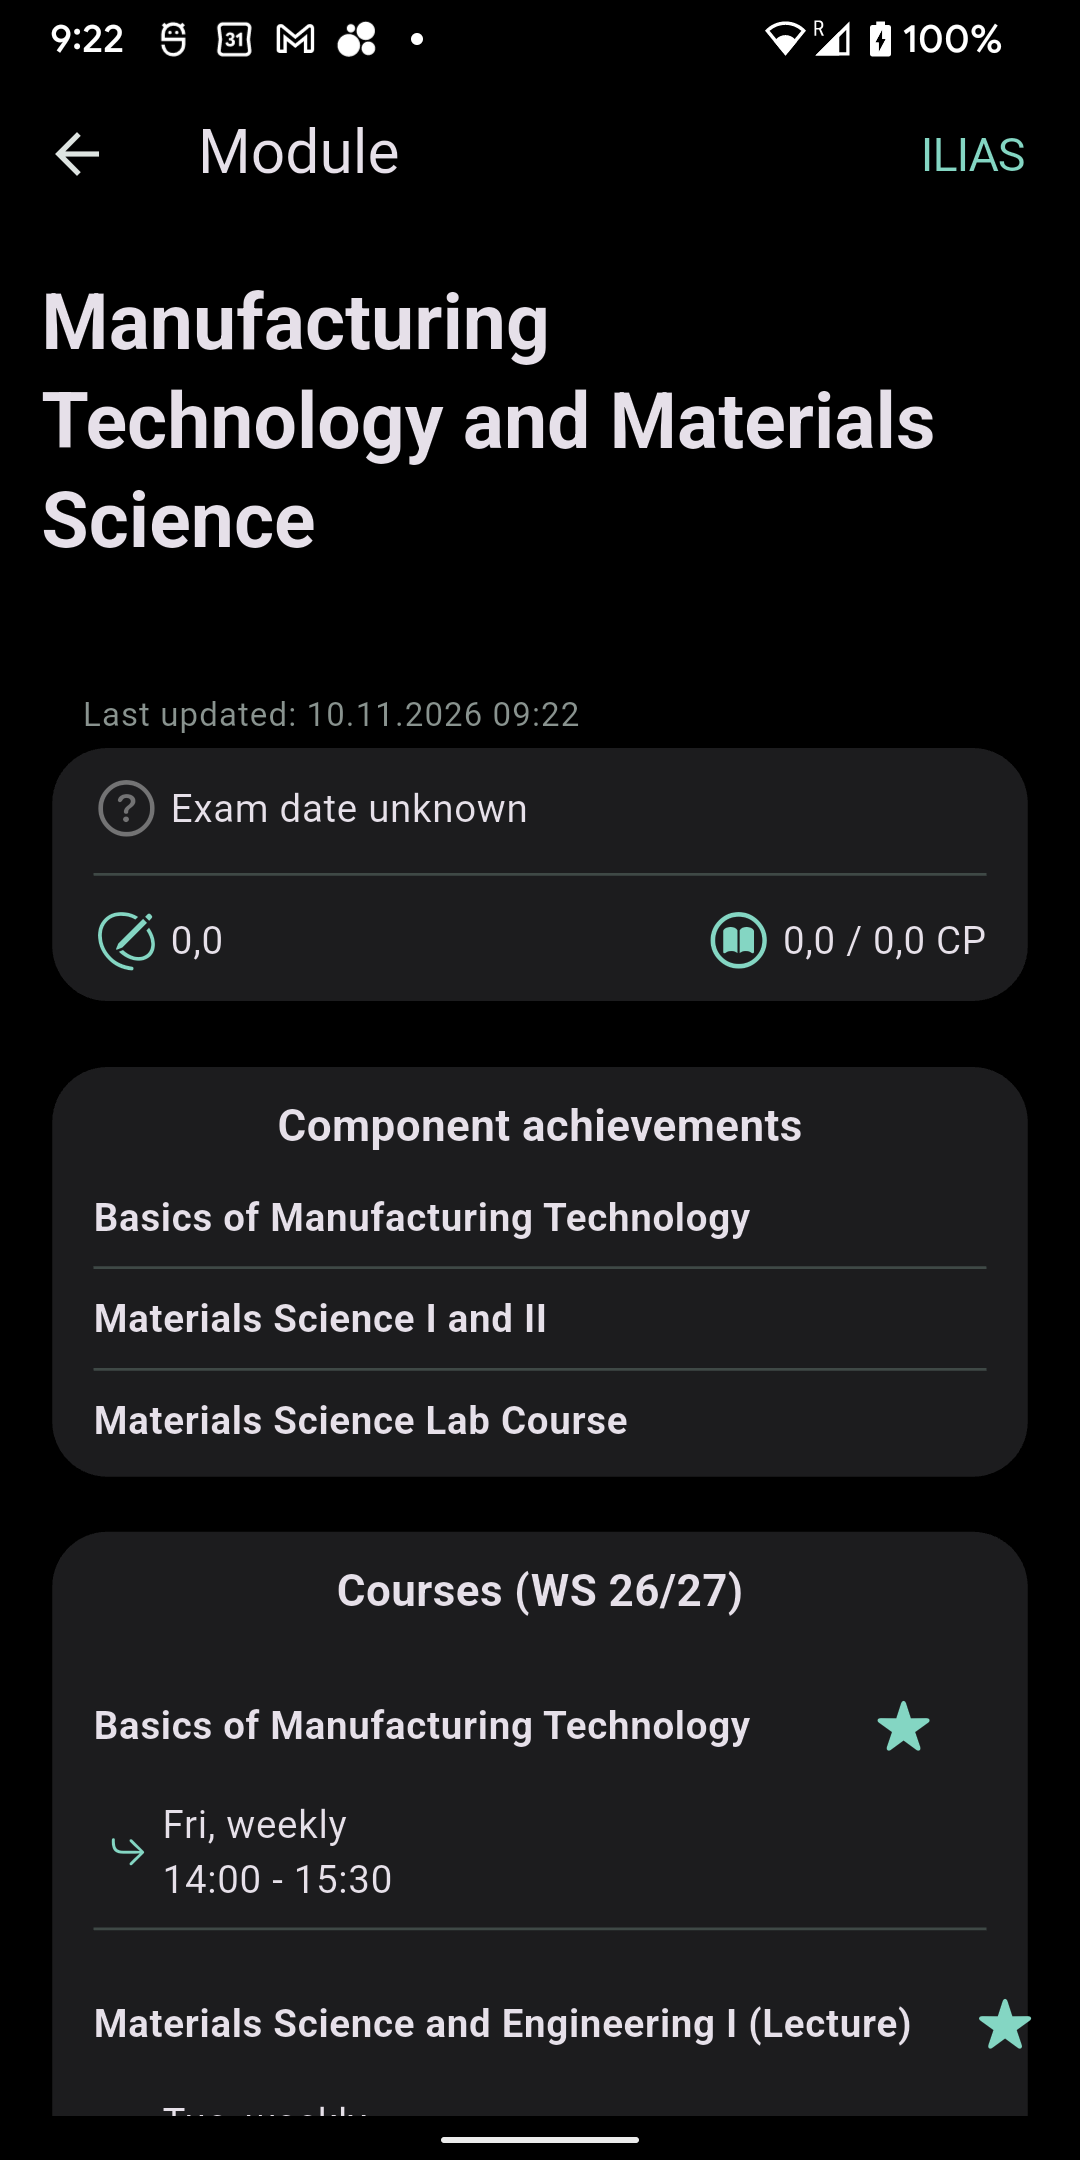 9:22
31
R
100%
Module
ILIAS
Manufacturing
Technology and Materials
Science
Last updated: 10.11.2026 09:22
Exam date unknown
0,0
0,0 / 0,0 CP
Component achievements
Basics of Manufacturing Technology
Materials Science I and II
Materials Science Lab Course
Courses (WS 26/27)
Basics of Manufacturing Technology
Fri, weekly
14:00 - 15:30
Materials Science and Engineering I (Lecture)